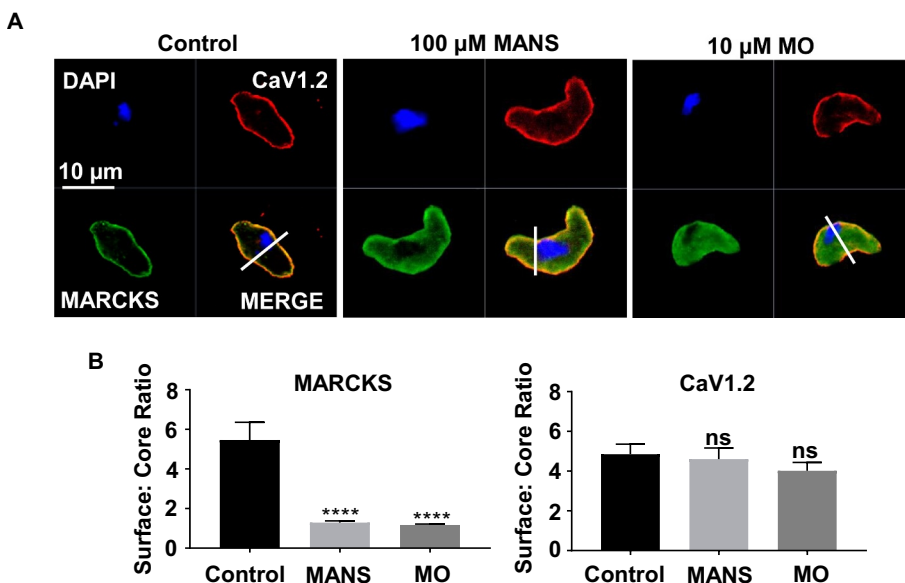 A
Control
100 µM MANS
10 µM MO
DAPI
CaV1.2
10 µm
MARCKS
MERGE
B
MARCKS
Surface: Core Ratio
8
6
4
2
0
****
****
Control
MANS
MO
CaV1.2
Surface: Core Ratio
8
6
4
2
0
ns
ns
Control
MANS
MO